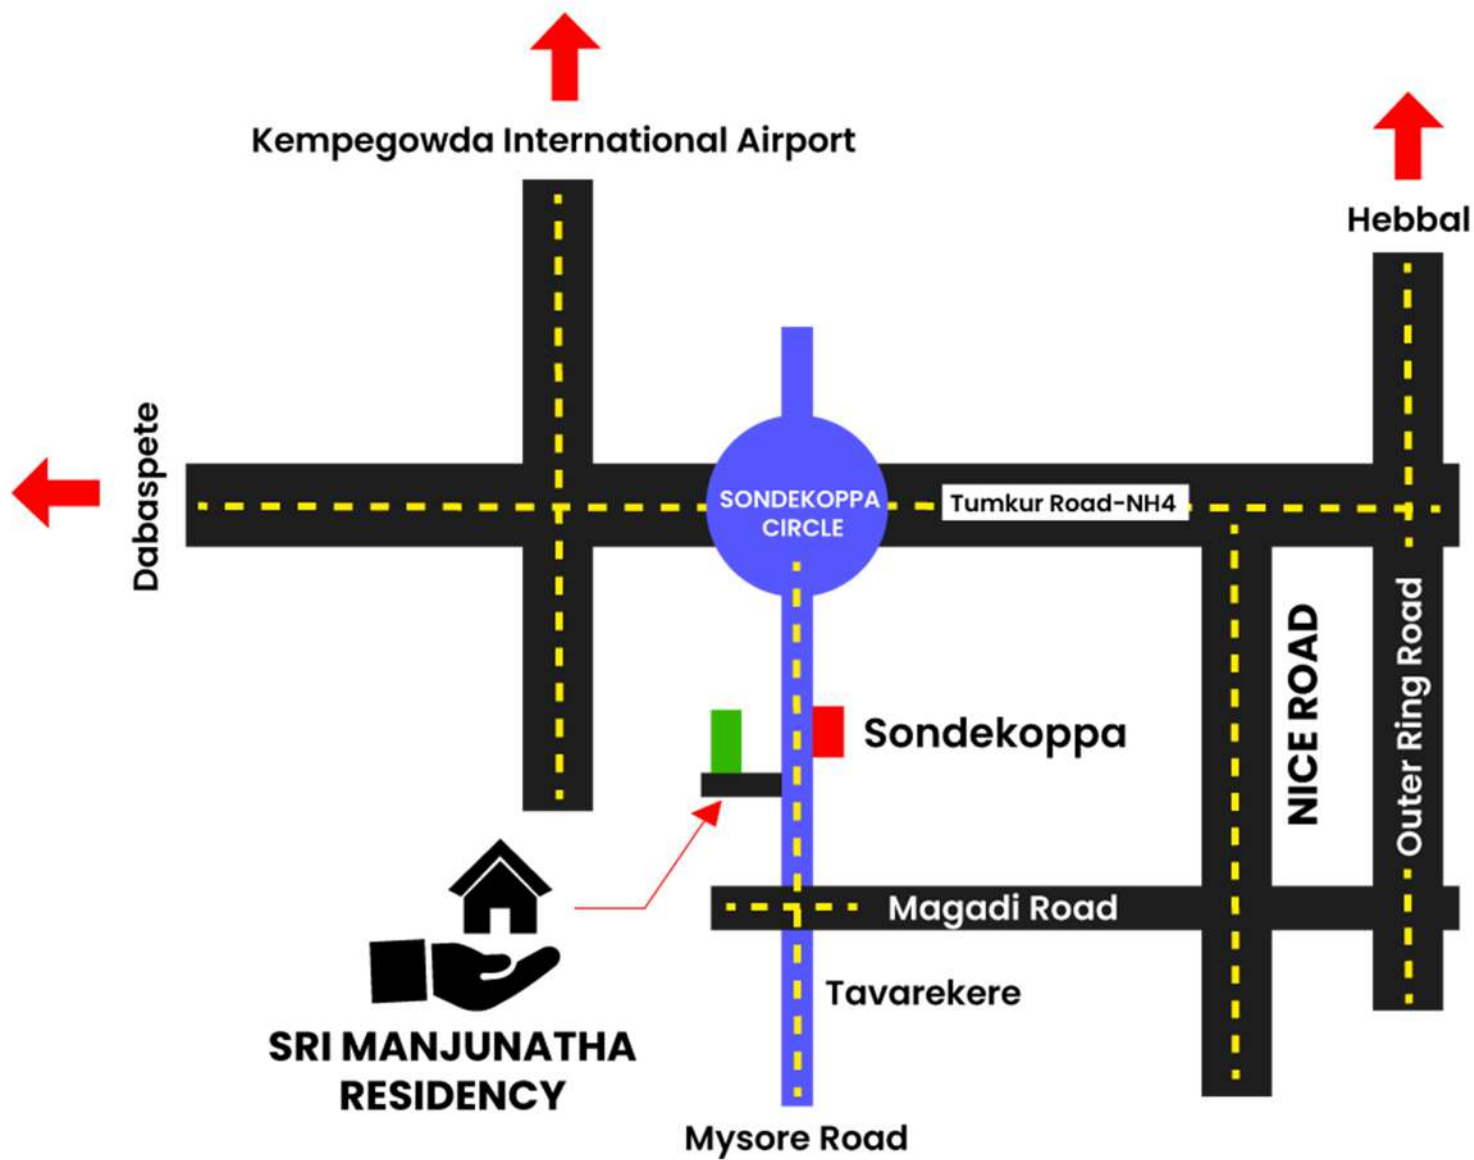 Kempegowda International Airport
Hebbal
Dabaspete
SONDEKOPPA
CIRCLE
Tumkur Road-NH4
NICE ROAD
Outer Ring Road
Sondekoppa
Magadi Road
Tavarekere
SRI MANJUNATHA
RESIDENCY
Mysore Road